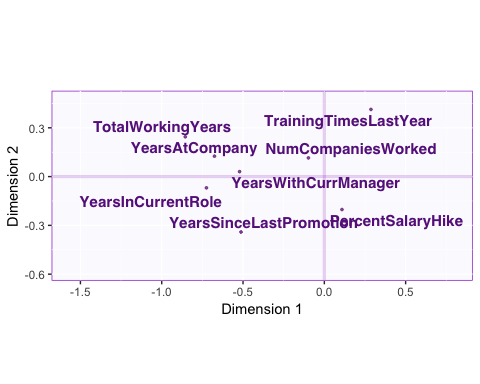 TrainingTimesLastYear
TotalWorkingYears
YearsAtCompany
NumCompaniesWorked
YearsWithCurrManager
YearsInCurrentRole
YearsSinceLastPromotion
PercentSalaryHike
0.3
0.0
-0.3
-0.6
Dimension 2
-1.5
-1.0
-0.5
0.0
0.5
Dimension 1